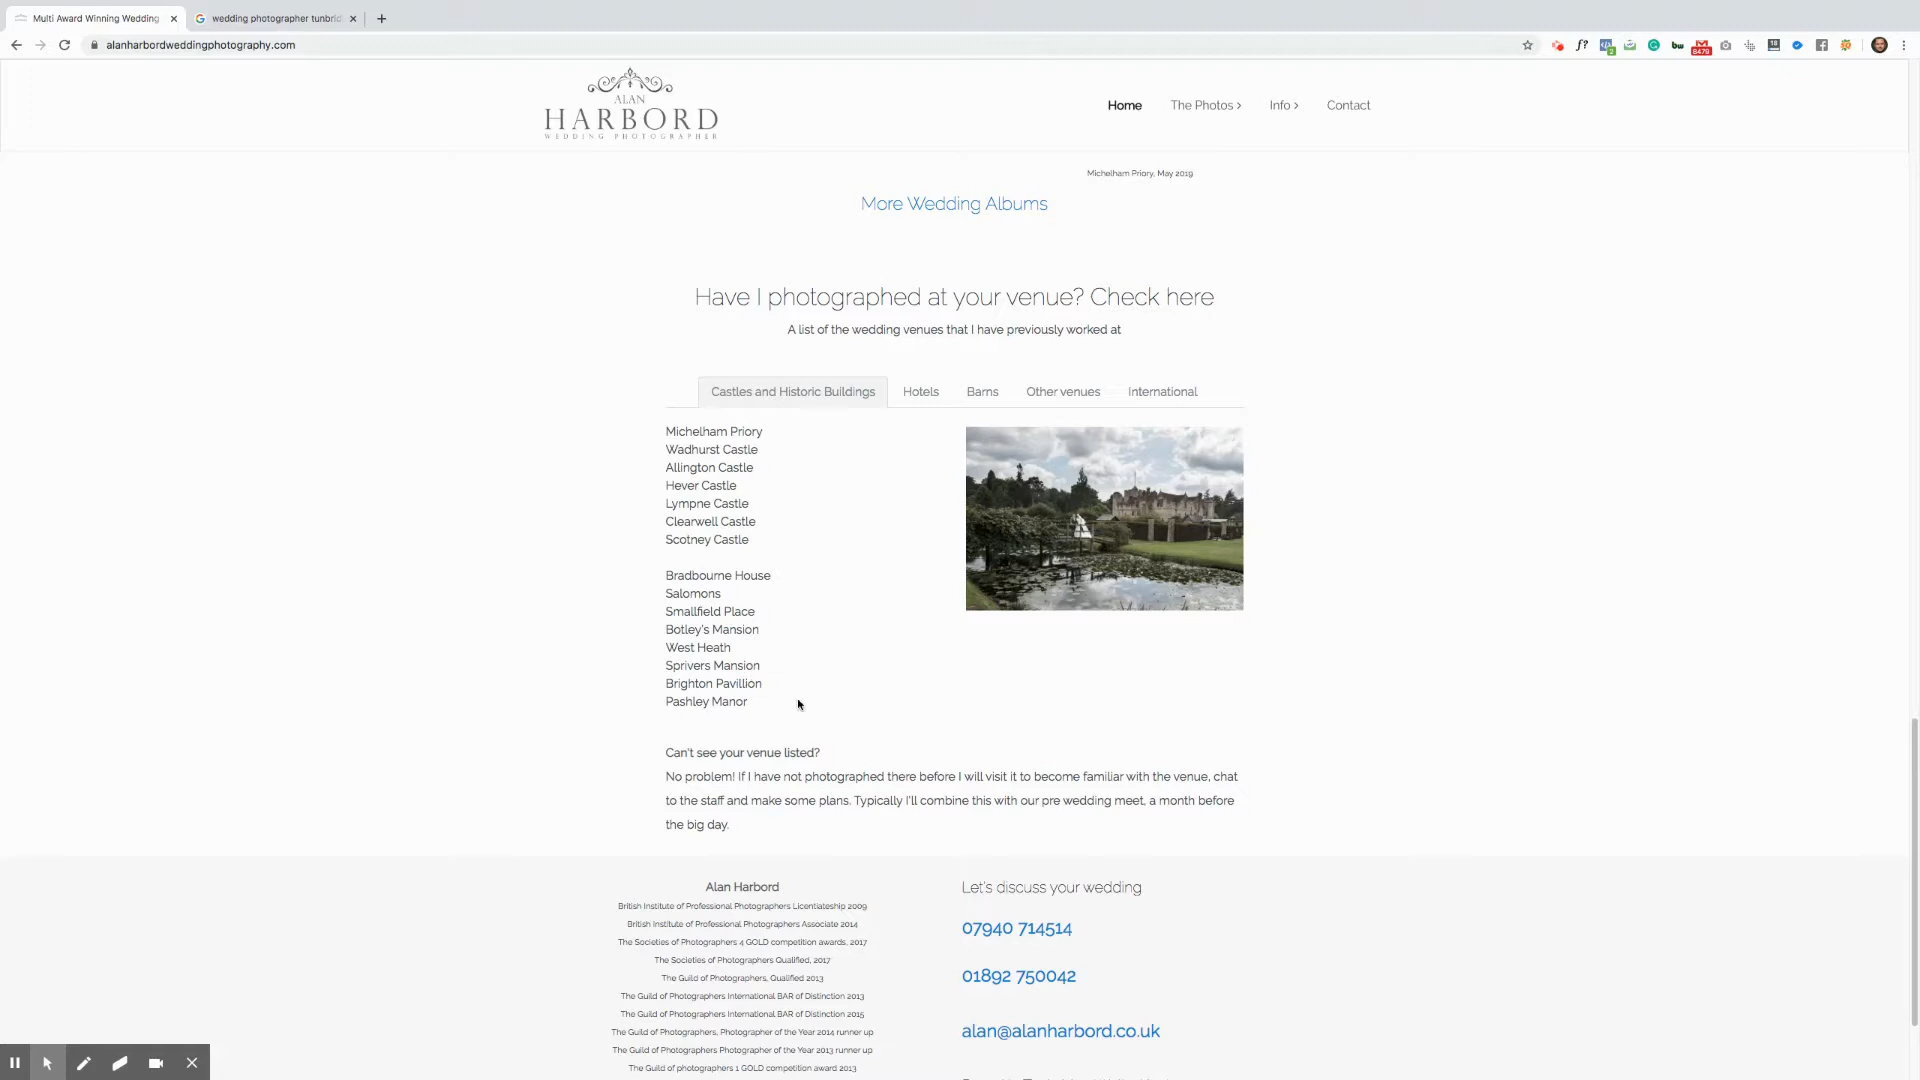 Multi Award Winning Wedding
wedding photographer tunbrid
alanharbordweddingphotography.com
8479
ALAN
HARBORD
WEDDING PHOTOGRAPHER
Home
The Photos
Info
Contact
Michelham Priory, May 2019
More Wedding Albums
Have I photographed at your venue? Check here
A list of the wedding venues that I have previously worked at
Castles and Historic Buildings
Hotels
Barns
Other venues
International
Michelham Priory
Wadhurst Castle
Allington Castle
Hever Castle
Lympne Castle
Clearwell Castle
Scotney Castle
Bradbourne House
Salomons
Smallfield Place
Botley's Mansion
West Heath
Sprivers Mansion
Brighton Pavillion
Pashley Manor
Can't see your venue listed?
No problem! If I have not photographed there before I will visit it to become familiar with the venue, chat
to the staff and make some plans. Typically I'll combine this with our pre wedding meet, a month before
the big day.
Alan Harbord
British Institute of Professional Photographers Licentiateship 2009
British Institute of Professional Photographers Associate 2014
The Societies of Photographers 4 GOLD competition awards, 2017
The Societies of Photographers Qualified, 2017
The Guild of Photographers, Qualified 2013
The Guild of Photographers International BAR of Distinction 2013
The Guild of Photographers International BAR of Distinction 2015
The Guild of Photographers, Photographer of the Year 2014 runner up
The Guild of Photographers Photographer of the Year 2013 runner up
The Guild of photographers 1 GOLD competition award 2013
Let's discuss your wedding
07940 714514
01892 750042
alan@alanharbord.co.uk